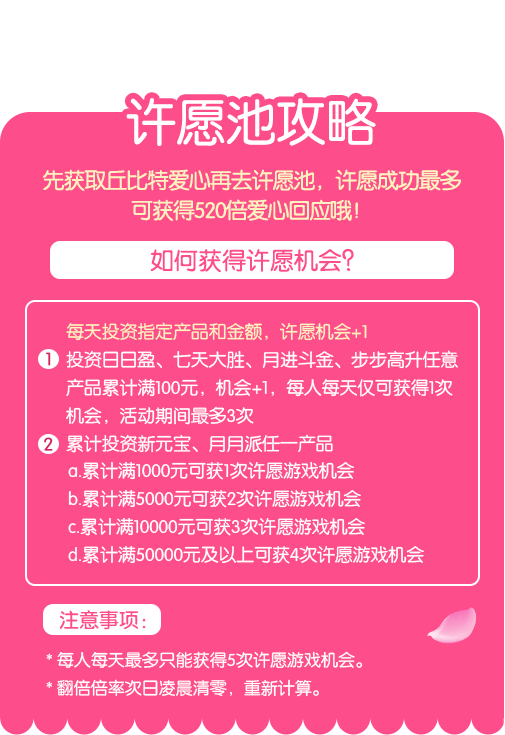 许愿池攻略
先获取丘比特爱心再去许愿池，许愿成功最多
可获得520倍爱心回应哦！
如何获得许愿机会？
每天投资指定产品和金额，许愿机会+1
1 投资日日盈、七天大胜、月进斗金、步步高升任意
产品累计满100元，机会+1，每人每天仅可获得1次
机会，活动期间最多3次
2 累计投资新元宝、月月派任一产品
a.累计满1000元可获1次许愿游戏机会
b.累计满5000元可获2次许愿游戏机会
c.累计满10000元可获3次许愿游戏机会
d.累计满50000元及以上可获4次许愿游戏机会
注意事项：
* 每人每天最多只能获得5次许愿游戏机会。
* 翻倍倍率次日凌晨清零，重新计算。